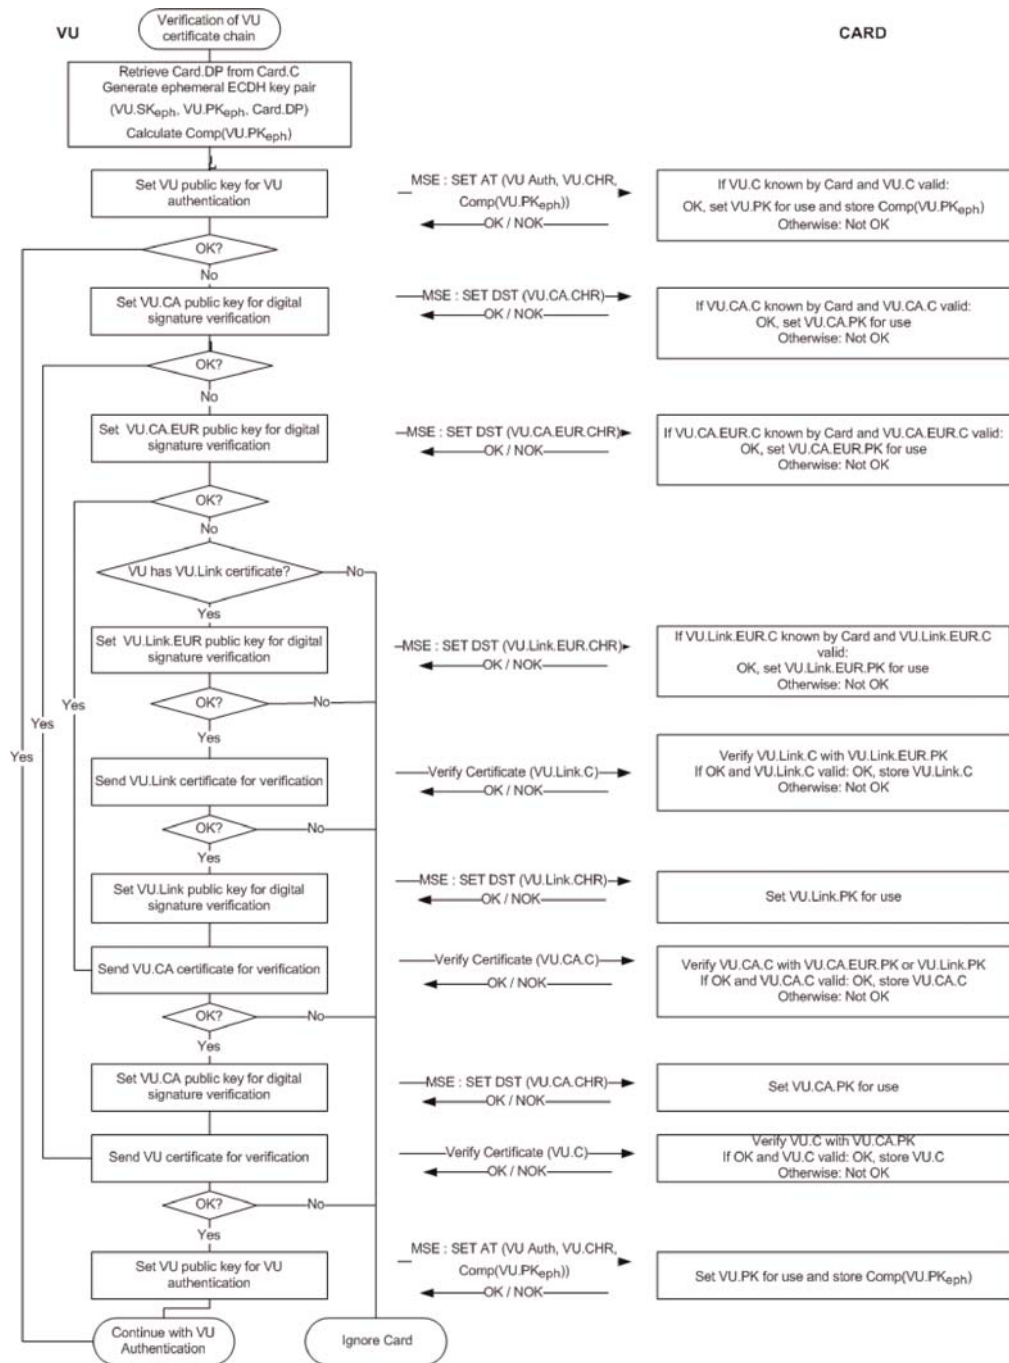 VU
Verification of VU
certificate chain
CARD
Retrieve Card.DP from Card.C
Generate ephemeral ECDH key pair
(VU.SKeph, VU.PKeph, Card.DP)
Calculate Comp(VU.PKeph)
Set VU public key for VU
authentication
MSE : SET AT (VU Auth, VU.CHR,
Comp(VU.PKeph))
OK / NOK
If VU.C known by Card and VU.C valid:
OK, set VU.PK for use and store Comp(VU.PKeph)
Otherwise: Not OK
OK?
No
Set VU.CA public key for digital
signature verification
MSE : SET DST (VU.CA.CHR)
OK / NOK
If VU.CA.C known by Card and VU.CA.C valid:
OK, set VU.CA.PK for use
Otherwise: Not OK
OK?
No
Set VU.CA.EUR public key for digital
signature verification
MSE : SET DST (VU.CA.EUR.CHR)
OK / NOK
If VU.CA.EUR.C known by Card and VU.CA.EUR.C valid:
OK, set VU.CA.EUR.PK for use
Otherwise: Not OK
OK?
No
VU has VU.Link certificate?
No
Yes
Set VU.Link.EUR public key for digital
signature verification
MSE : SET DST (VU.Link.EUR.CHR)
OK / NOK
If VU.Link.EUR.C known by Card and VU.Link.EUR.C
valid:
OK, set VU.Link.EUR.PK for use
Otherwise: Not OK
OK?
No
Yes
Yes
Yes
Yes
Send VU.Link certificate for verification
Verify Certificate (VU.Link.C)
OK / NOK
Verify VU.Link.C with VU.Link.EUR.PK
If OK and VU.Link.C valid: OK, store VU.Link.C
Otherwise: Not OK
OK?
No
Yes
Set VU.Link public key for digital
signature verification
MSE : SET DST (VU.Link.CHR)
OK / NOK
Set VU.Link.PK for use
Send VU.CA certificate for verification
Verify Certificate (VU.CA.C)
OK / NOK
Verify VU.CA.C with VU.CA.EUR.PK or VU.Link.PK
If OK and VU.CA.C valid: OK, store VU.CA.C
Otherwise: Not OK
OK?
No
Yes
Set VU.CA public key for digital
signature verification
MSE : SET DST (VU.CA.CHR)
OK / NOK
Set VU.CA.PK for use
Send VU certificate for verification
Verify Certificate (VU.C)
OK / NOK
Verify VU.C with VU.CA.PK
If OK and VU.C valid: OK, store VU.C
Otherwise: Not OK
OK?
No
Yes
Set VU public key for VU
authentication
MSE : SET AT (VU Auth, VU.CHR,
Comp(VU.PKeph))
OK / NOK
Set VU.PK for use and store Comp(VU.PKeph)
Continue with VU
Authentication
Ignore Card